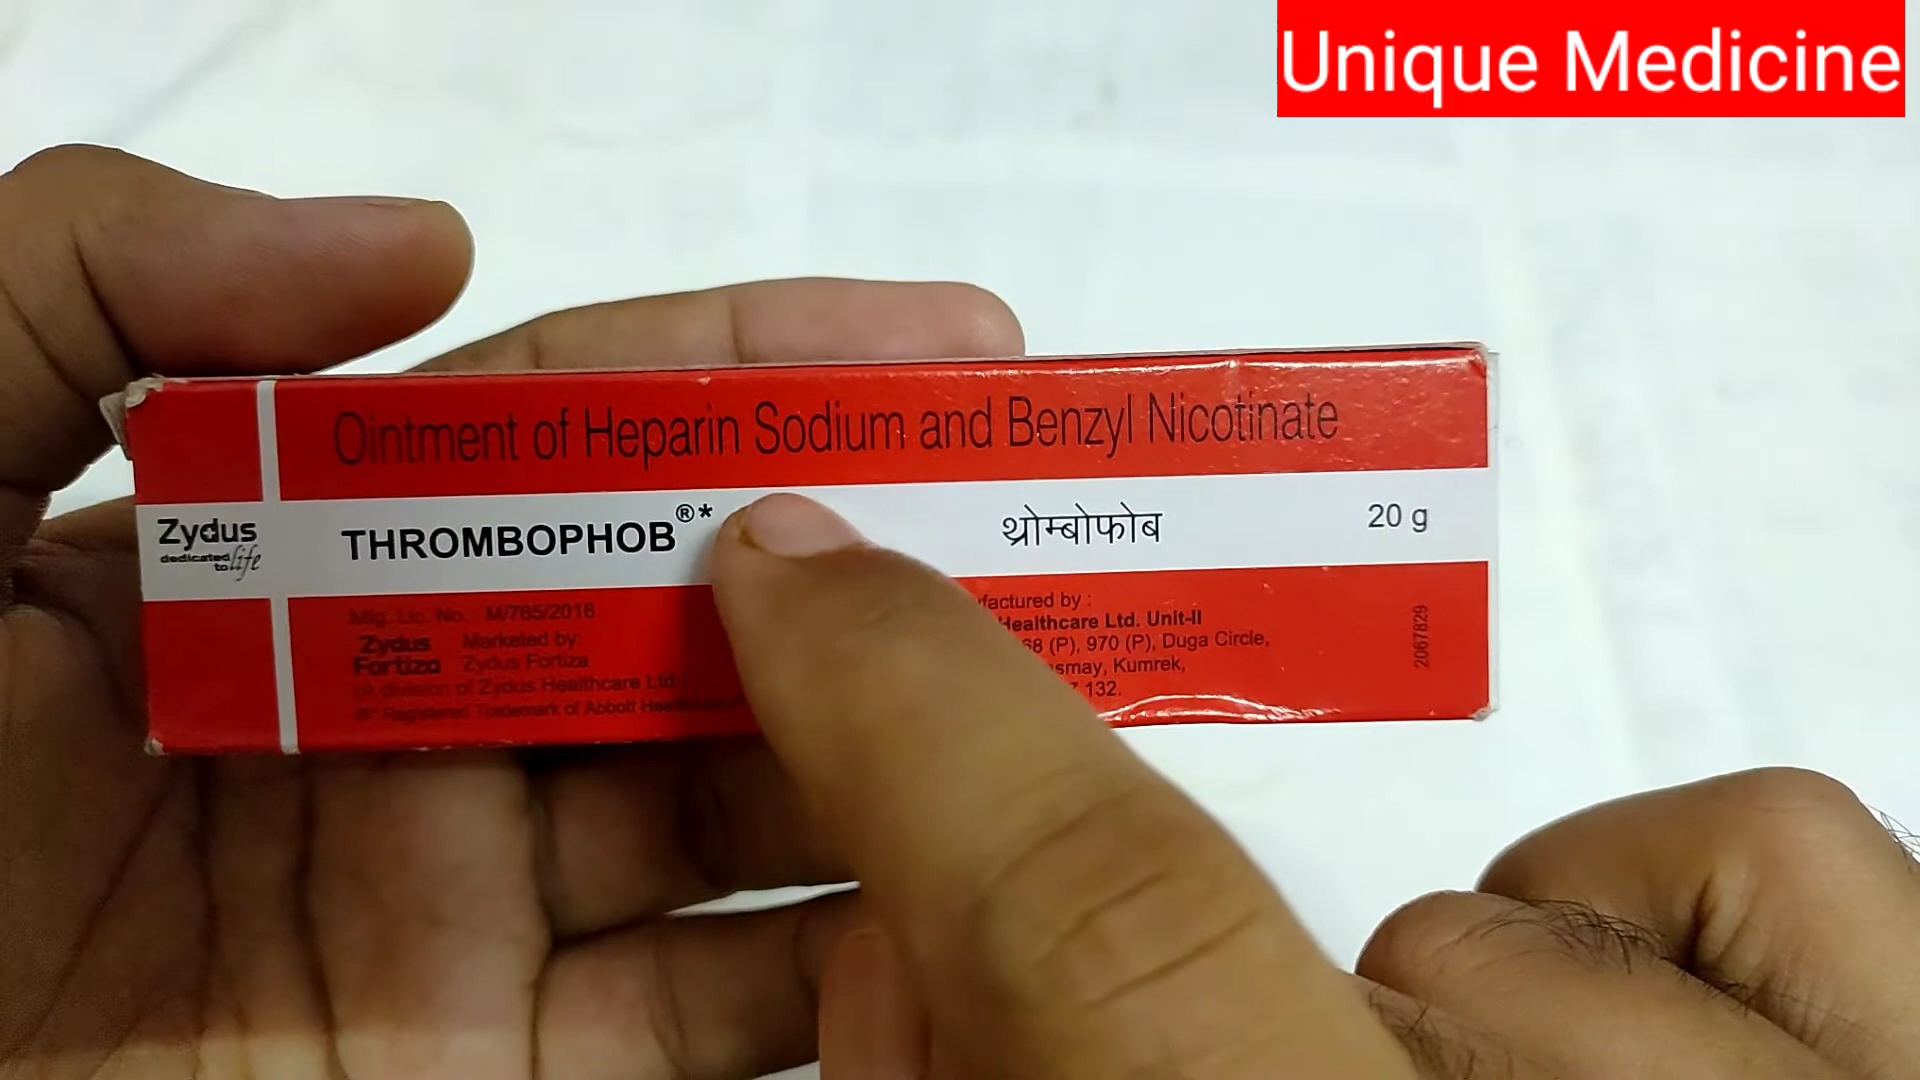 Unique Medicine
Ointment of Heparin Sodium and Benzyl Nicotinate
Zydus
dedicated
to life
THROMBOPHOB®*
थ्रोम्बोफोब
20 g
Mfg. Lic. No.: M/765/2016
Zydus
Fortiza
Marketed by:
Zydus Fortiza
(A division of Zydus Healthcare Ltd.)
Registered Trademark of Abbott
factured by :
Healthcare Ltd. Unit-II
68 (P), 970 (P), Duga Circle,
smay, Kumrek,
132.
2067829